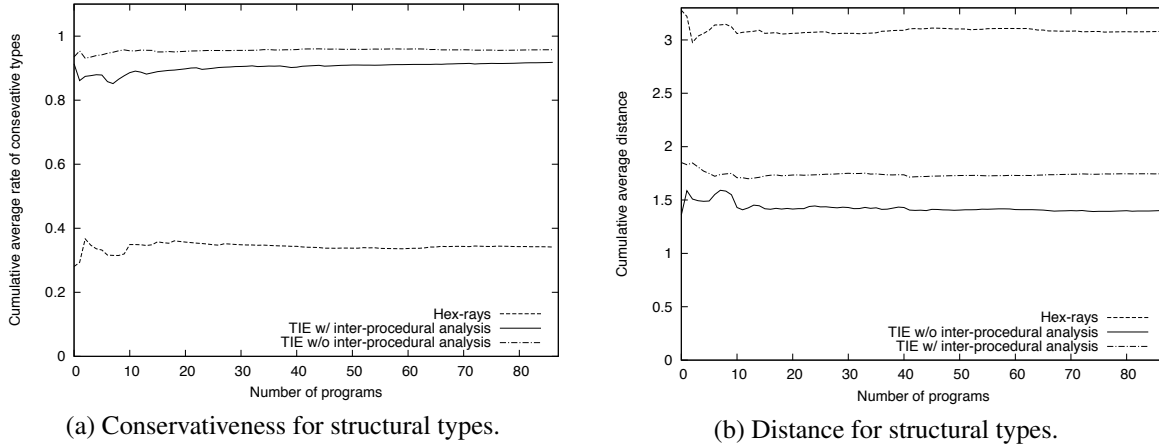 Cumulative average rate of consevative types
1
0.8
0.6
0.4
0.2
0
0
10
20
30
40
50
60
70
80
Number of programs
Hex-rays
TIE w/ inter-procedural analysis
TIE w/o inter-procedural analysis
(a) Conservativeness for structural types.
Cumulative average distance
3
2.5
2
1.5
1
0.5
0
0
10
20
30
40
50
60
70
80
Number of programs
Hex-rays
TIE w/o inter-procedural analysis
TIE w/ inter-procedural analysis
(b) Distance for structural types.